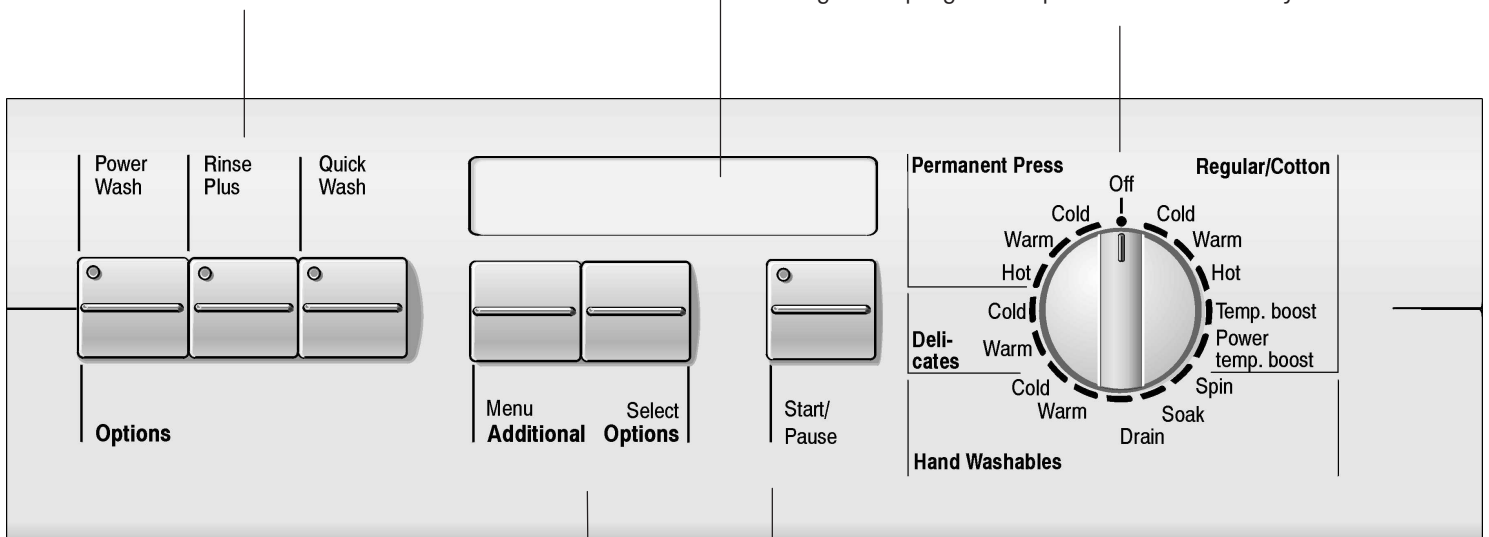 Power
Wash
Rinse
Plus
Quick
Wash
Options
Menu
Select
Additional Options
Start/
Pause
Permanent Press
Regular/Cotton
Off
Cold
Warm
Hot
Cold
Warm
Hot
Temp. boost
Power
temp. boost
Deli-
cates
Cold
Warm
Cold
Warm
Spin
Soak
Drain
Hand Washables